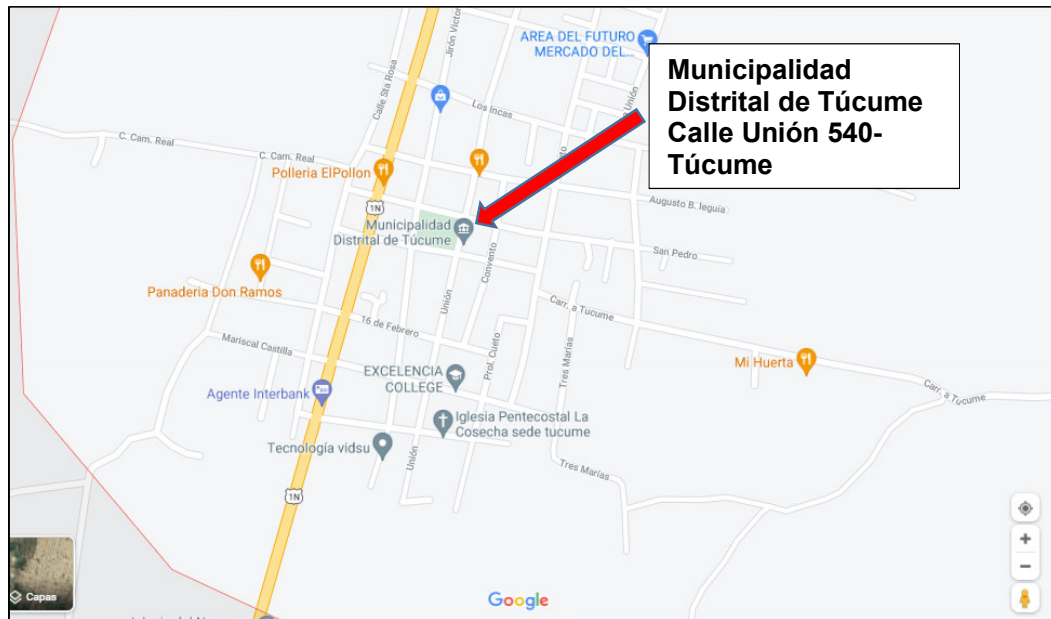 AREA DEL FUTURO
MERCADO DEL...
Municipalidad
Distrital de Túcume
Calle Unión 540-
Túcume
Jirón Victor
Calle Sta Rosa
Los Incas
Unión
C. Cam. Real
C. Cam. Real
Polleria ElPollon
1N
Augusto B. leguía
Municipalidad
Distrital de Túcume
San Pedro
Convento
Panaderia Don Ramos
Unión
Carr. a Tucume
16 de Febrero
Mariscal Castilla
Prol. Cueto
Tres Marías
Mi Huerta
Carr. a Tucume
EXCELENCIA
COLLEGE
Agente Interbank
Iglesia Pentecostal La
Cosecha sede tucume
Tecnología vidsu
Unión
Tres Marías
1N
Capas
Google